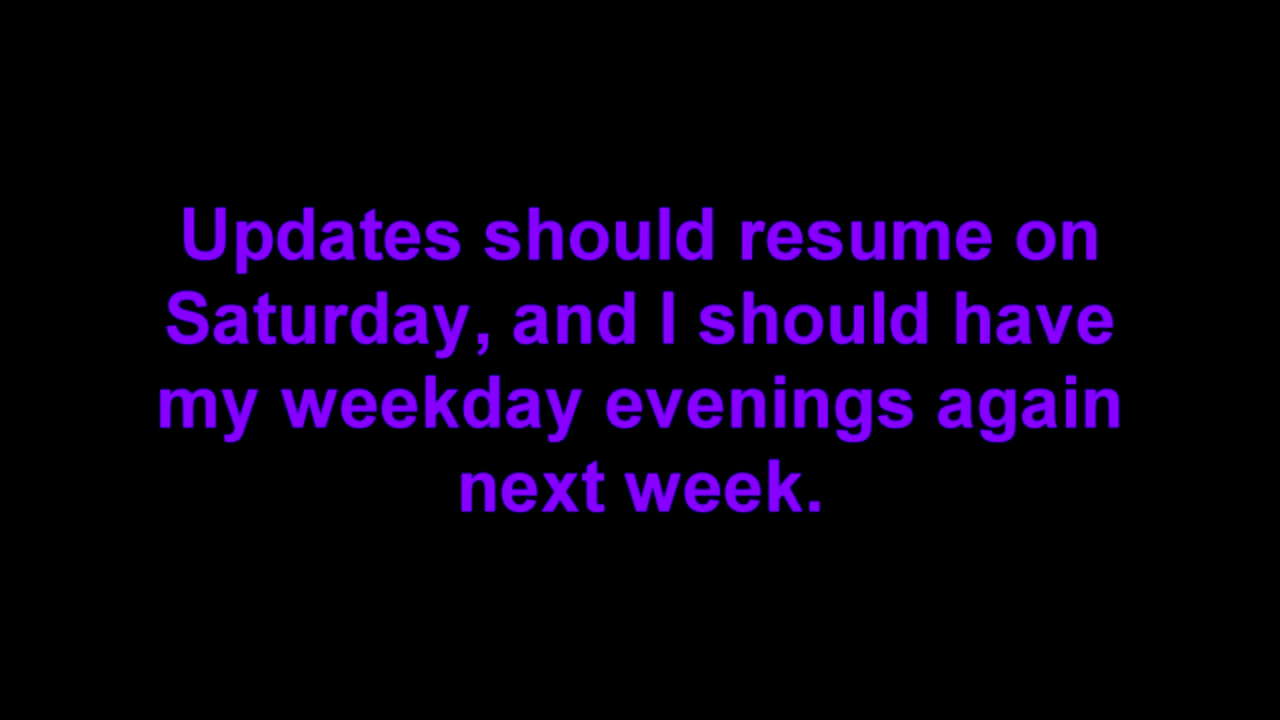 Updates should resume on
Saturday, and I should have
my weekday evenings again
next week.